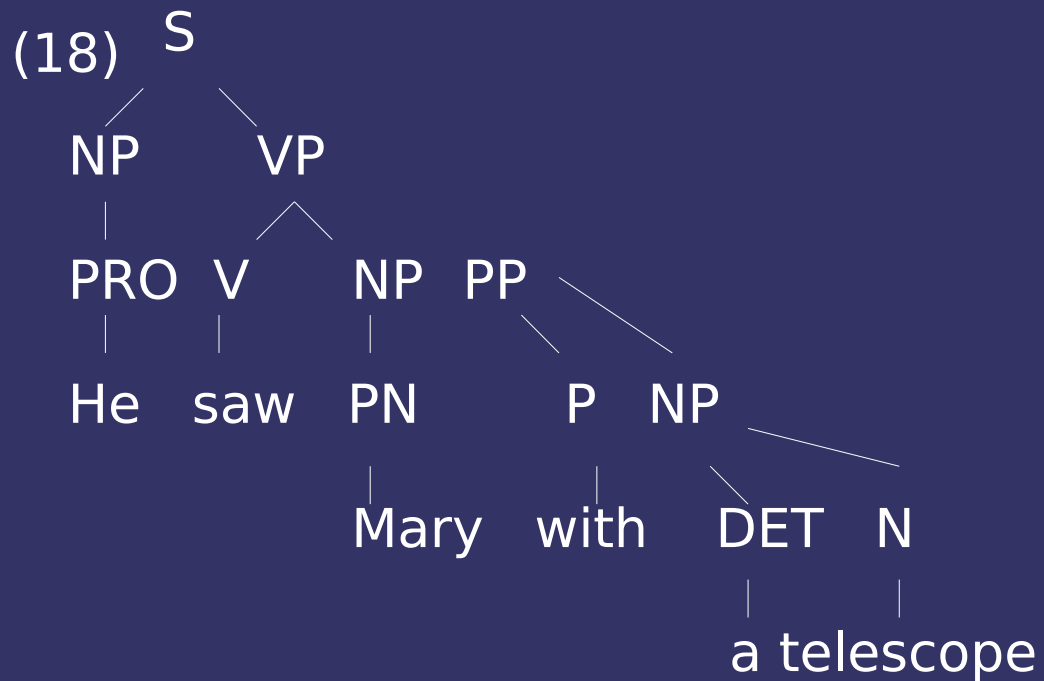 (18) S
NP VP
PRO V NP PP
He saw PN P NP
Mary with DET N
a telescope